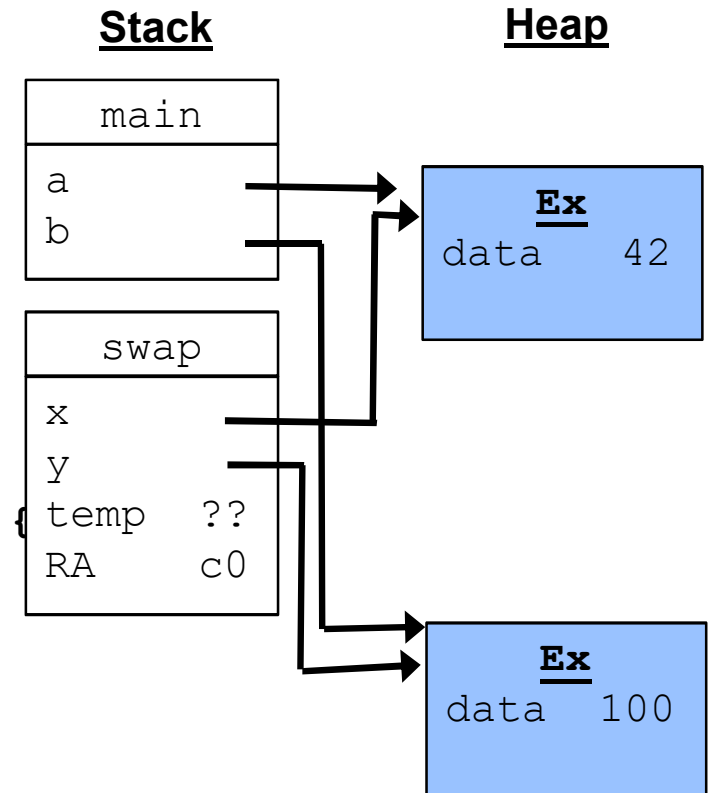 Stack
Heap
main
a
b
Ex
data 42
swap
x
y
{ temp ??
RA c0
Ex
data 100